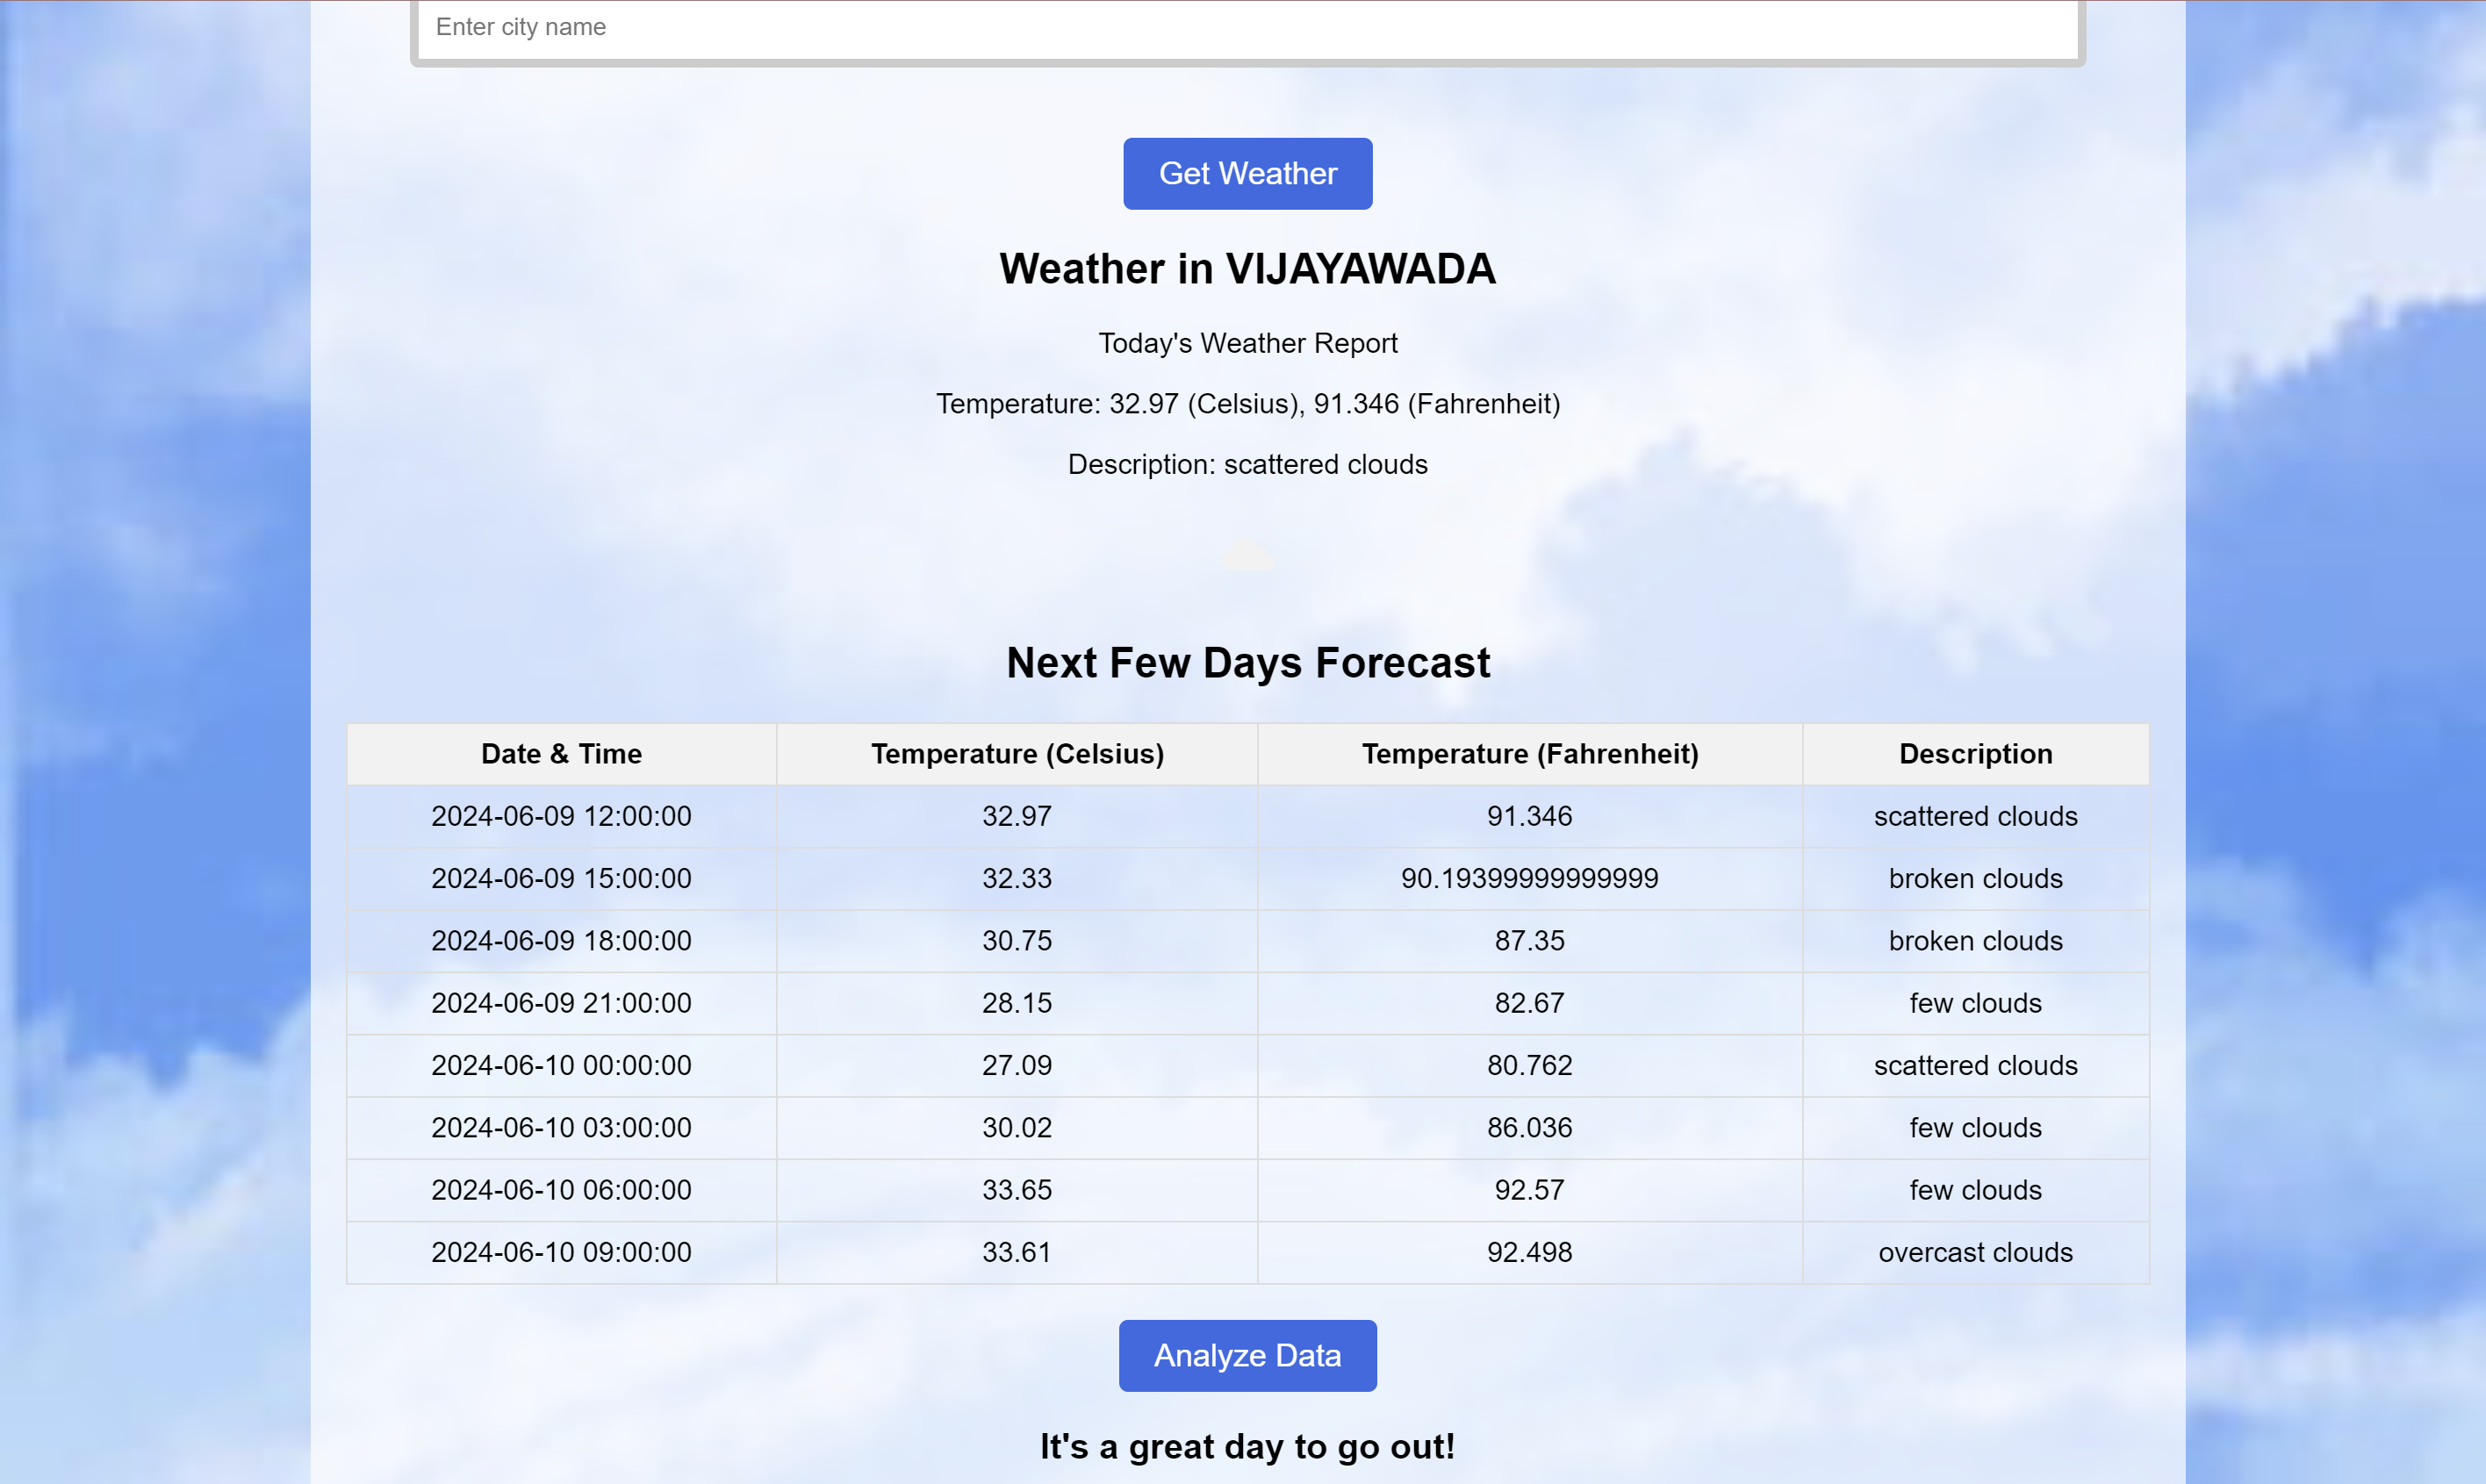 Enter city name
Get Weather
Weather in VIJAYAWADA
Today's Weather Report
Temperature: 32.97 (Celsius), 91.346 (Fahrenheit)
Description: scattered clouds
Next Few Days Forecast
Date & Time Temperature (Celsius) Temperature (Fahrenheit) Description
2024-06-09 12:00:00 32.97 91.346 scattered clouds
2024-06-09 15:00:00 32.33 90.19399999999999 broken clouds
2024-06-09 18:00:00 30.75 87.35 broken clouds
2024-06-09 21:00:00 28.15 82.67 few clouds
2024-06-10 00:00:00 27.09 80.762 scattered clouds
2024-06-10 03:00:00 30.02 86.036 few clouds
2024-06-10 06:00:00 33.65 92.57 few clouds
2024-06-10 09:00:00 33.61 92.498 overcast clouds
Analyze Data
It's a great day to go out!